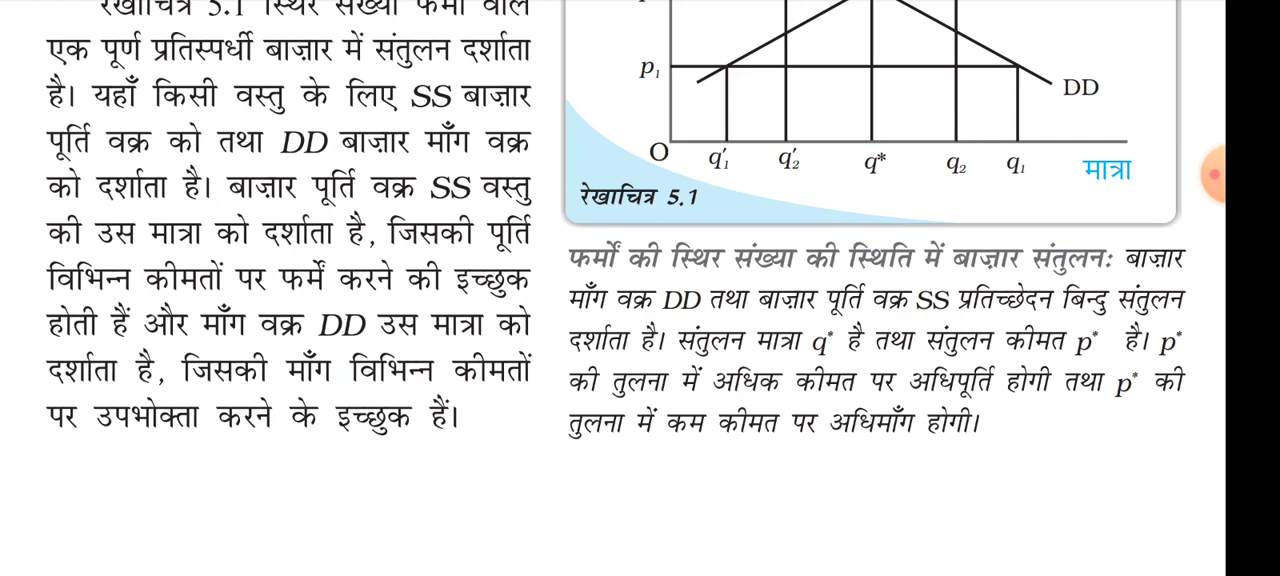 रेखाचित्र 5.1 स्थिर संख्या फर्मों वाले
एक पूर्ण प्रतिस्पर्धी बाज़ार में संतुलन दर्शाता
है। यहाँ किसी वस्तु के लिए SS बाज़ार
पूर्ति वक्र को तथा DD बाज़ार माँग वक्र
को दर्शाता है। बाज़ार पूर्ति वक्र SS वस्तु
की उस मात्रा को दर्शाता है, जिसकी पूर्ति
विभिन्न कीमतों पर फर्में करने की इच्छुक
होती हैं और माँग वक्र DD उस मात्रा को
दर्शाता है, जिसकी माँग विभिन्न कीमतों
पर उपभोक्ता करने के इच्छुक हैं।
p₁
DD
O q′₁ q′₂ q* q₂ q₁ मात्रा
रेखाचित्र 5.1
फर्मों की स्थिर संख्या की स्थिति में बाज़ार संतुलनः बाज़ार
माँग वक्र DD तथा बाज़ार पूर्ति वक्र SS प्रतिच्छेदन बिन्दु संतुलन
दर्शाता है। संतुलन मात्रा q* है तथा संतुलन कीमत p* है। p*
की तुलना में अधिक कीमत पर अधिपूर्ति होगी तथा p* की
तुलना में कम कीमत पर अधिमाँग होगी।